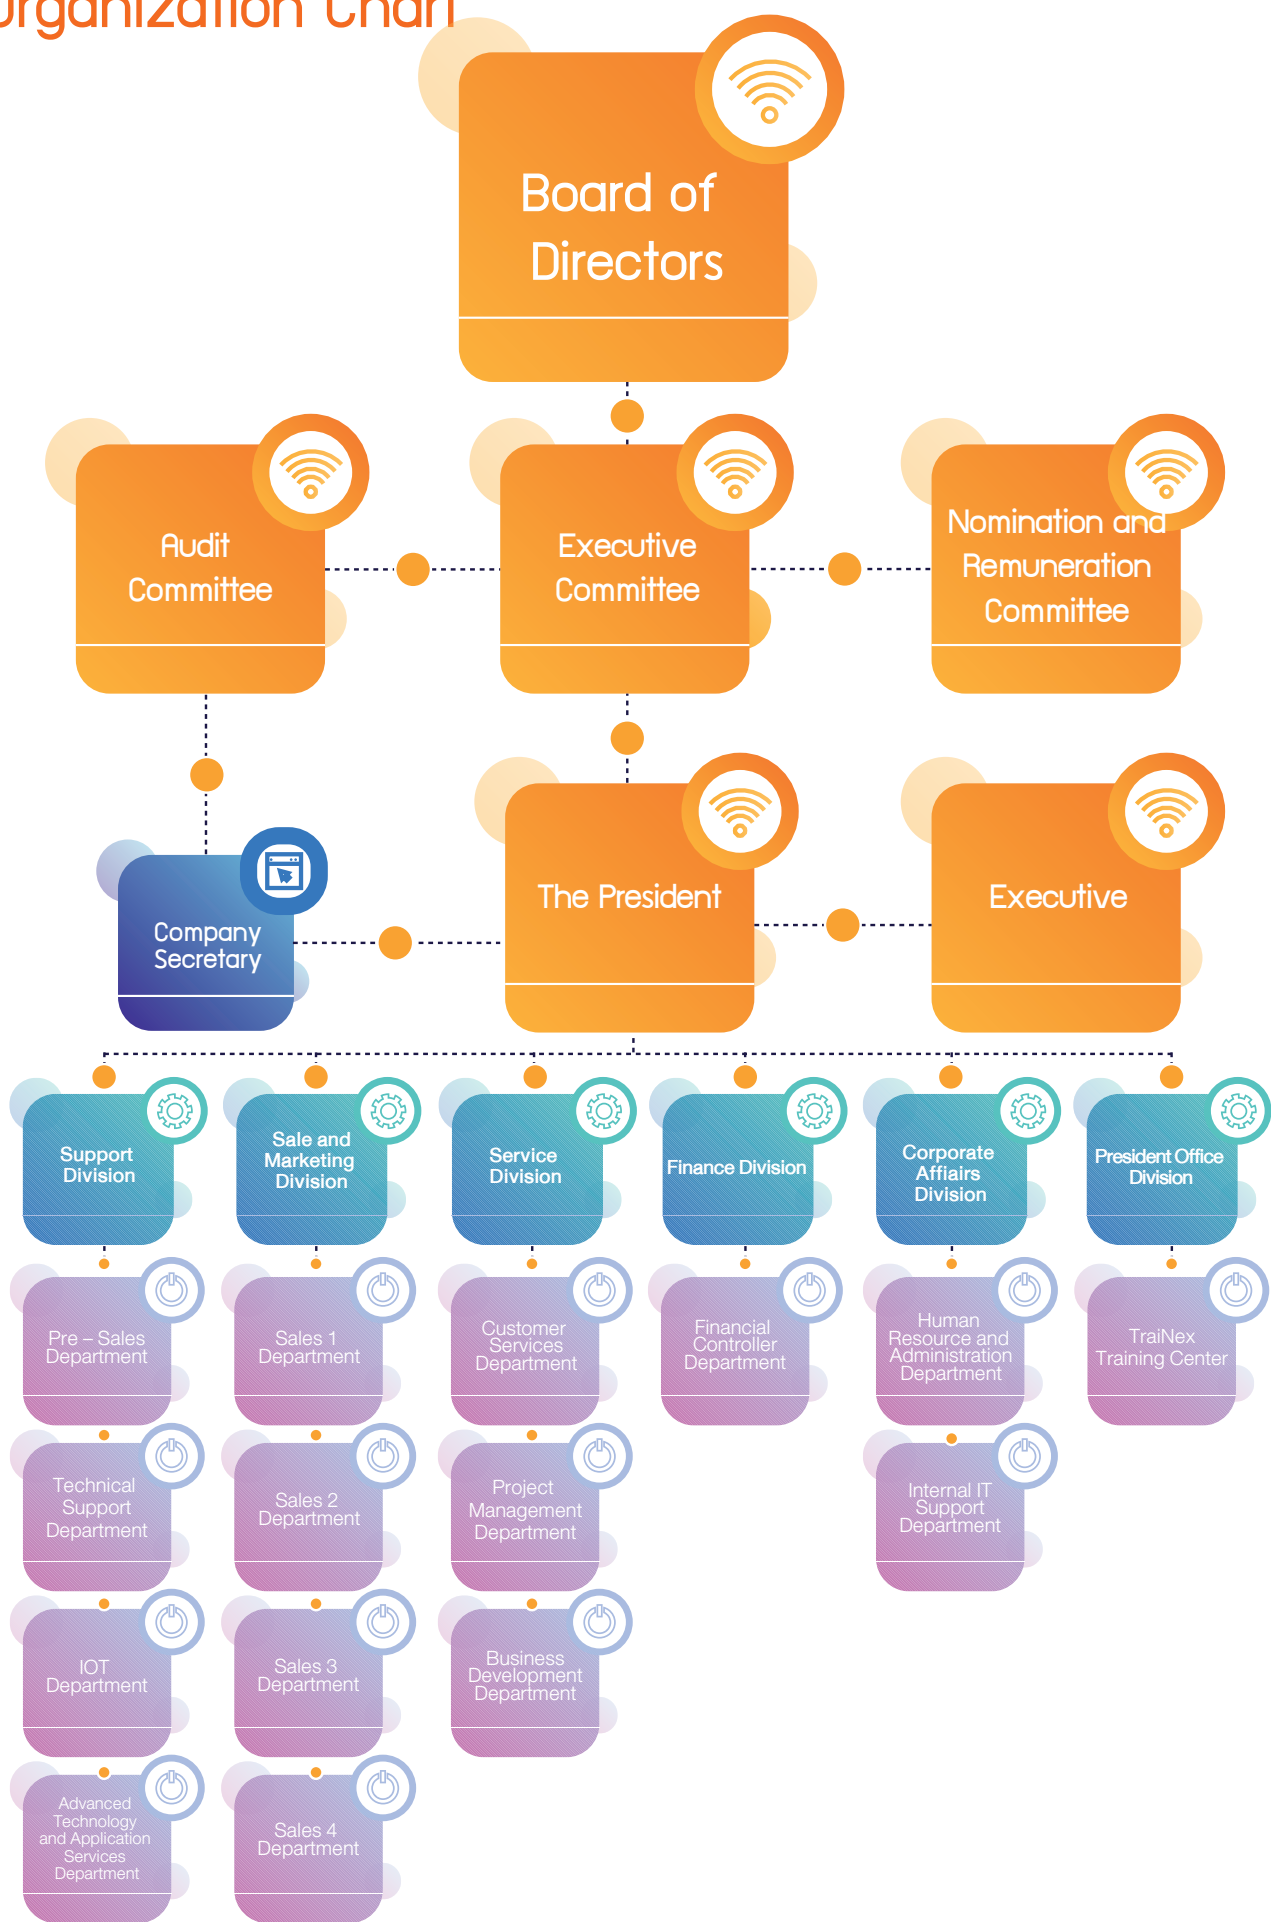 Organization Chart
Board of
Directors
Audit
Committee
Executive
Committee
Nomination and
Remuneration
Committee
Company
Secretary
The President
Executive
Support
Division
Sale and
Marketing
Division
Service
Division
Finance Division
Corporate
Affiairs
Division
President Office
Division
Pre – Sales
Department
Sales 1
Department
Customer
Services
Department
Financial
Controller
Department
Human
Resource and
Administration
Department
TraiNex
Training Center
Technical
Support
Department
Sales 2
Department
Project
Management
Department
Internal IT
Support
Department
IOT
Department
Sales 3
Department
Business
Development
Department
Advanced
Technology
and Application
Services
Department
Sales 4
Department